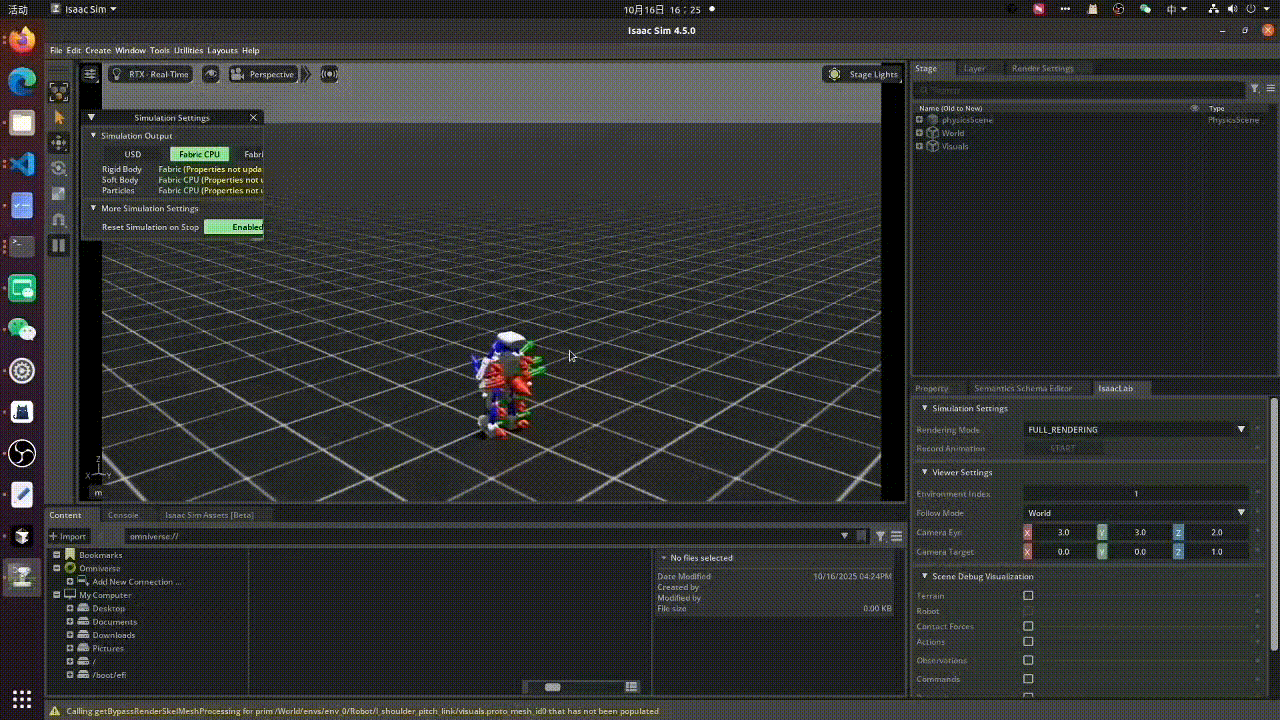 活动 Isaac Sim 10月16日 16：25 中
Isaac Sim 4.5.0
File Edit Create Window Tools Utilities Layouts Help
RTX - Real-Time Perspective Stage Lights
Simulation Settings
Simulation Output
USD Fabric CPU Fabri
Rigid Body Fabric (Properties not upda
Soft Body Fabric CPU (Properties not u
Particles Fabric CPU (Properties not u
More Simulation Settings
Reset Simulation on Stop Enabled
Z
X Y
m
Stage Layer Render Settings
Search
Name (Old to New) Type
physicsScene PhysicsScene
World
Visuals
Property Semantics Schema Editor IsaacLab
Simulation Settings
Rendering Mode FULL_RENDERING
Record Animation START
Viewer Settings
Environment Index 1
Follow Mode World
Camera Eye X 3.0 Y 3.0 Z 2.0
Camera Target X 0.0 Y 0.0 Z 1.0
Scene Debug Visualization
Terrain
Robot
Contact Forces
Actions
Observations
Commands
Content Console Isaac Sim Assets [Beta]
Import omniverse://
Bookmarks
Omniverse
Add New Connection ...
My Computer
Desktop
Documents
Downloads
Pictures
/
/boot/efi
No files selected
Date Modified 10/16/2025 04:24PM
Created by
Modified by
File size 0.00 KB
Calling getBypassRenderSkelMeshProcessing for prim /World/envs/env_0/Robot/l_shoulder_pitch_link/visuals.proto_mesh_id0 that has not been populated